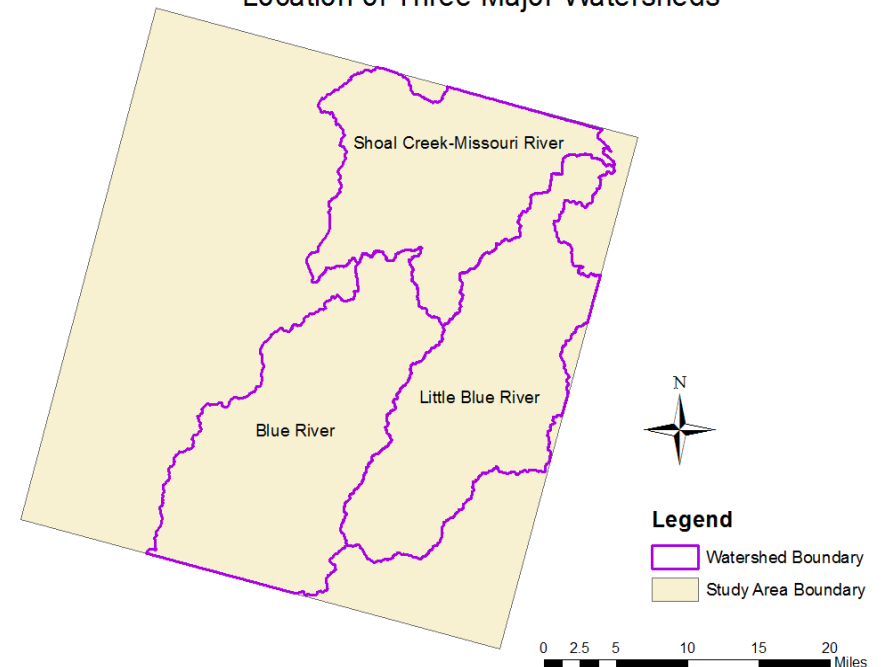 Location of Three Major Watersheds
Shoal Creek-Missouri River
Little Blue River
Blue River
N
Legend
Watershed Boundary
Study Area Boundary
0 2.5 5 10 15 20
Miles